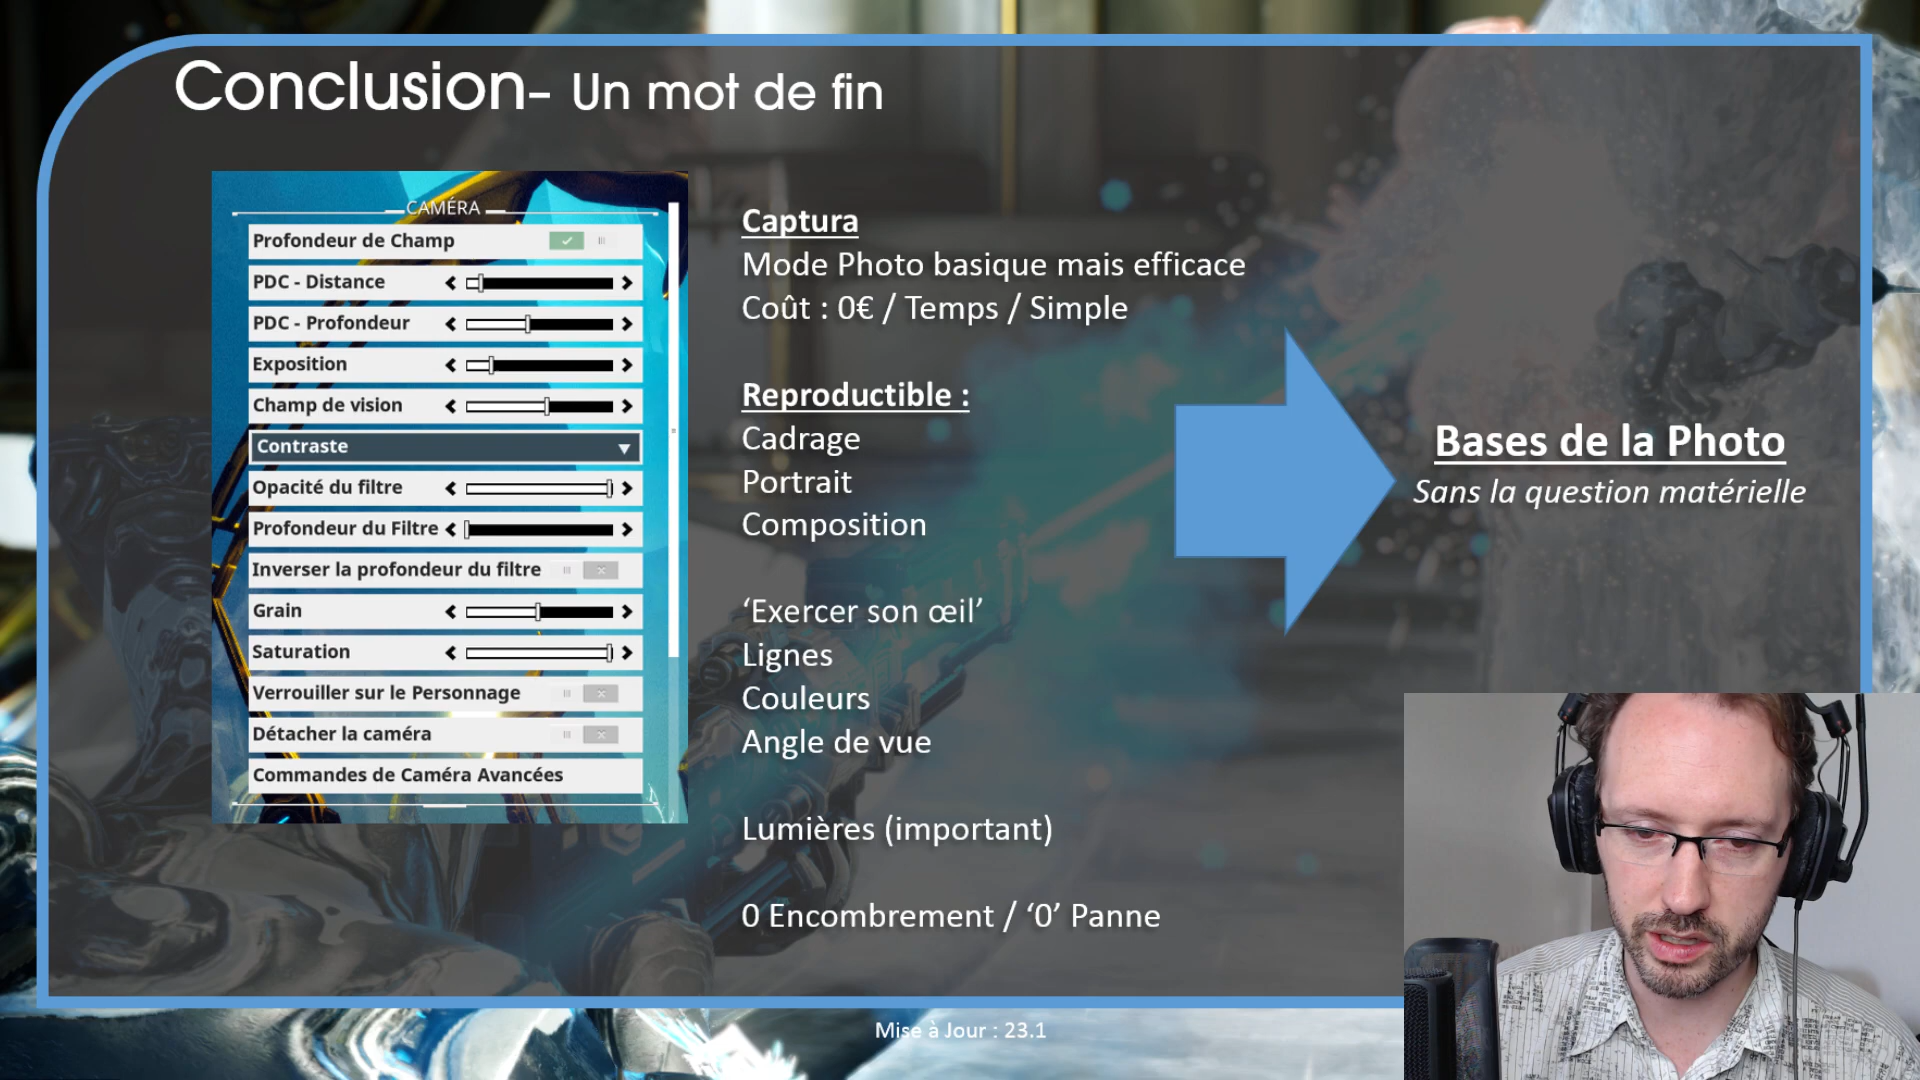 Conclusion- Un mot de fin
CAMÉRA
Profondeur de Champ
PDC - Distance
PDC - Profondeur
Exposition
Champ de vision
Contraste
Opacité du filtre
Profondeur du Filtre
Inverser la profondeur du filtre
Grain
Saturation
Verrouiller sur le Personnage
Détacher la caméra
Commandes de Caméra Avancées
Captura
Mode Photo basique mais efficace
Coût : 0€ / Temps / Simple
Reproductible :
Cadrage
Portrait
Composition
‘Exercer son œil’
Lignes
Couleurs
Angle de vue
Lumières (important)
0 Encombrement / ‘0’ Panne
Bases de la Photo
Sans la question matérielle
Mise à Jour : 23.1